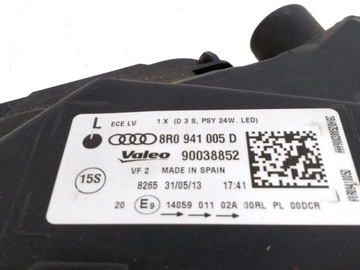 L ECE LV 1 X (D 3 S, PSY 24W, LED)
8R0 941 005 D
Valeo 90038852
15S VF 2 MADE IN SPAIN
8265 31/05/13 17:41
20 E9 14059 011 02A 00RL PL 00DCR